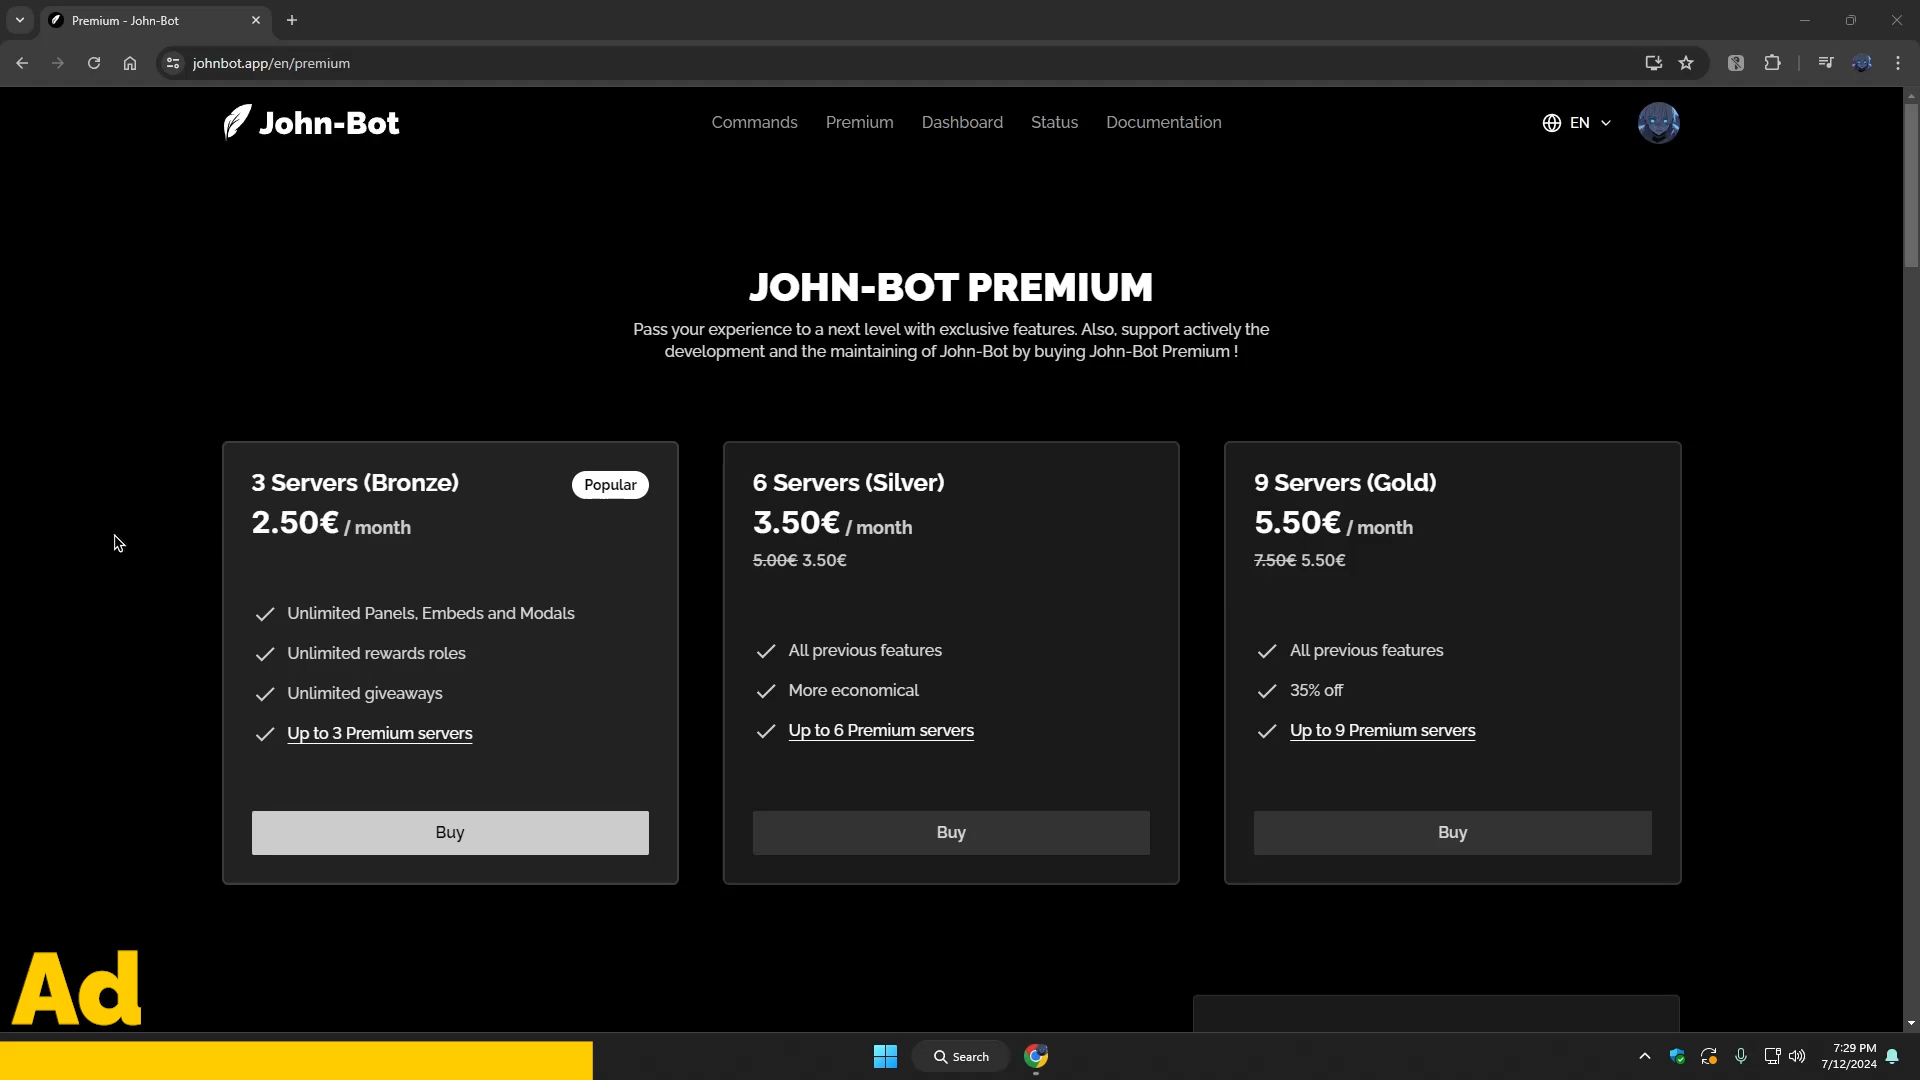 Premium - John-Bot
johnbot.app/en/premium
John-Bot
Commands
Premium
Dashboard
Status
Documentation
EN
JOHN-BOT PREMIUM
Pass your experience to a next level with exclusive features. Also, support actively the
development and the maintaining of John-Bot by buying John-Bot Premium !
3 Servers (Bronze)
Popular
2.50€ / month
Unlimited Panels, Embeds and Modals
Unlimited rewards roles
Unlimited giveaways
Up to 3 Premium servers
Buy
6 Servers (Silver)
3.50€ / month
5.00€ 3.50€
All previous features
More economical
Up to 6 Premium servers
Buy
9 Servers (Gold)
5.50€ / month
7.50€ 5.50€
All previous features
35% off
Up to 9 Premium servers
Buy
Ad
Search
7:29 PM
7/12/2024